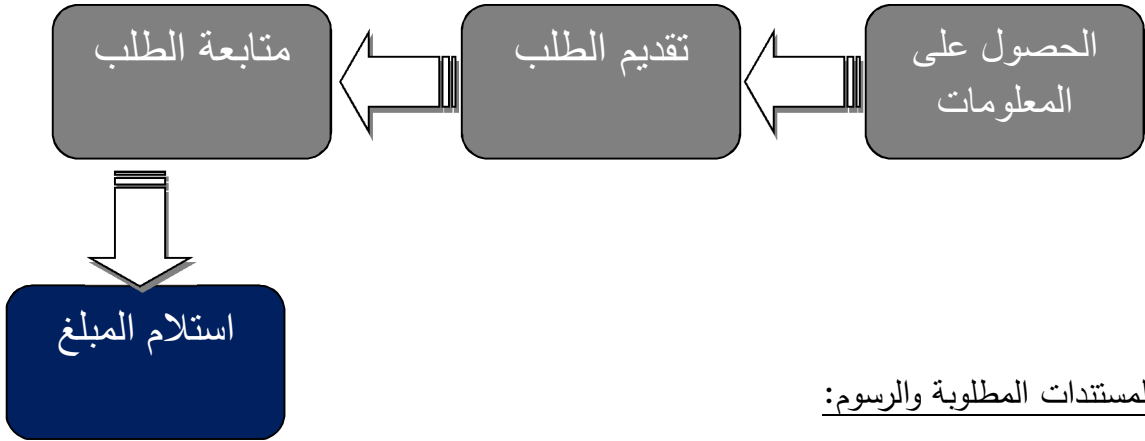 الحصول على
المعلومات
تقديم الطلب
متابعة الطلب
استلام المبلغ
لمستندات المطلوبة والرسوم: